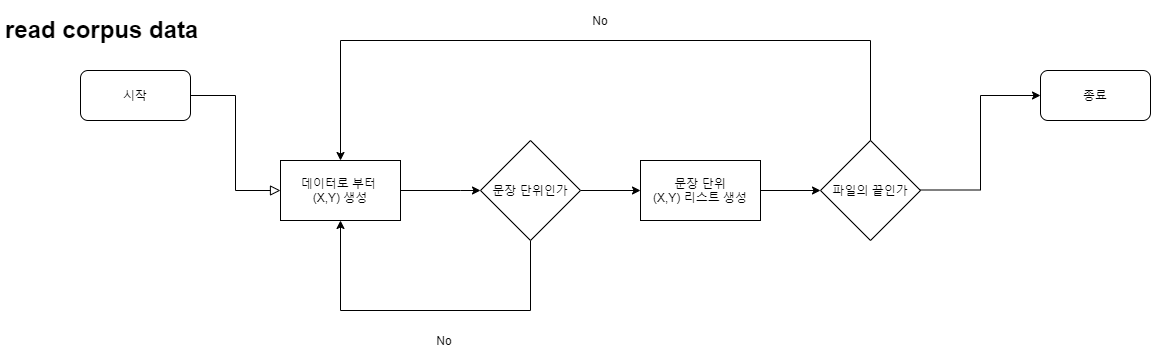 No
read corpus data
시작
종료
데이터로 부터
(X,Y) 생성
문장 단위인가
문장 단위
(X,Y) 리스트 생성
파일의 끝인가
No